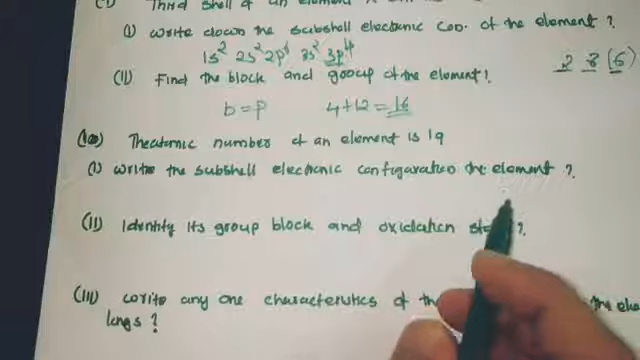 Third shell of an element
(i) Write down the subshell electronic con. of the element ?
1s² 2s² 2p⁶ 3s² 3p⁴
2 8 (6)
(ii) Find the block and group of the element?
b = p 4+12 = 16
(10) The atomic number of an element is 19
(i) Write the subshell electronic configuration the element ?
(ii) Identify its group block and oxidation ?
(iii) Write any one characteristics of the the
longs ?